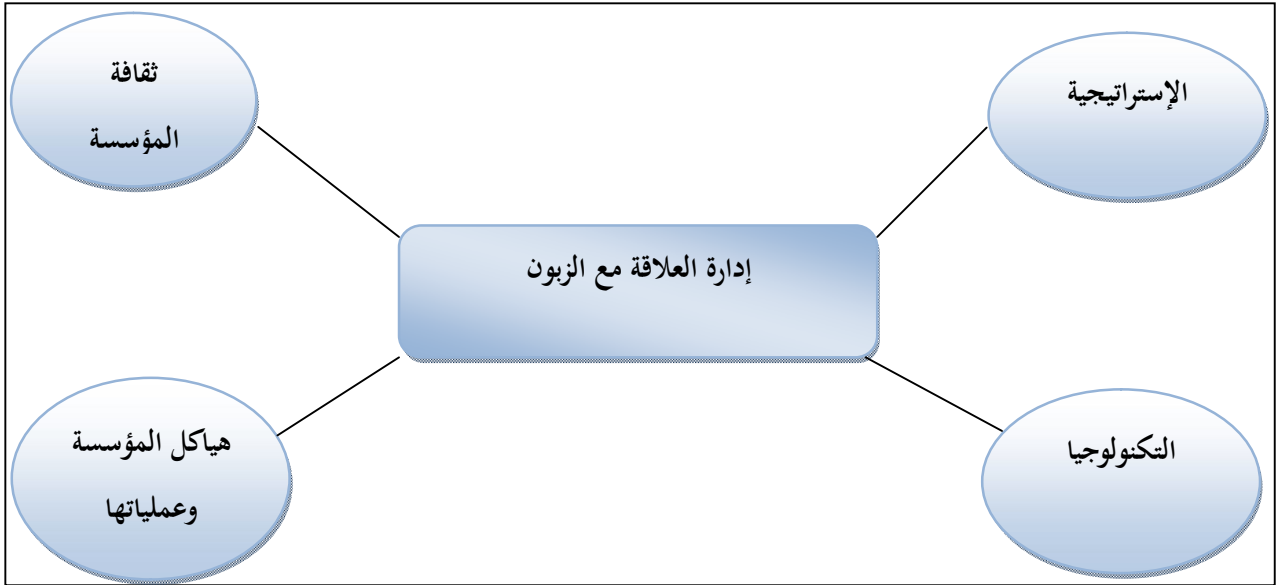 الإستراتيجية
ثقافة
المؤسسة
إدارة العلاقة مع الزبون
التكنولوجيا
هياكل المؤسسة
وعملياتها